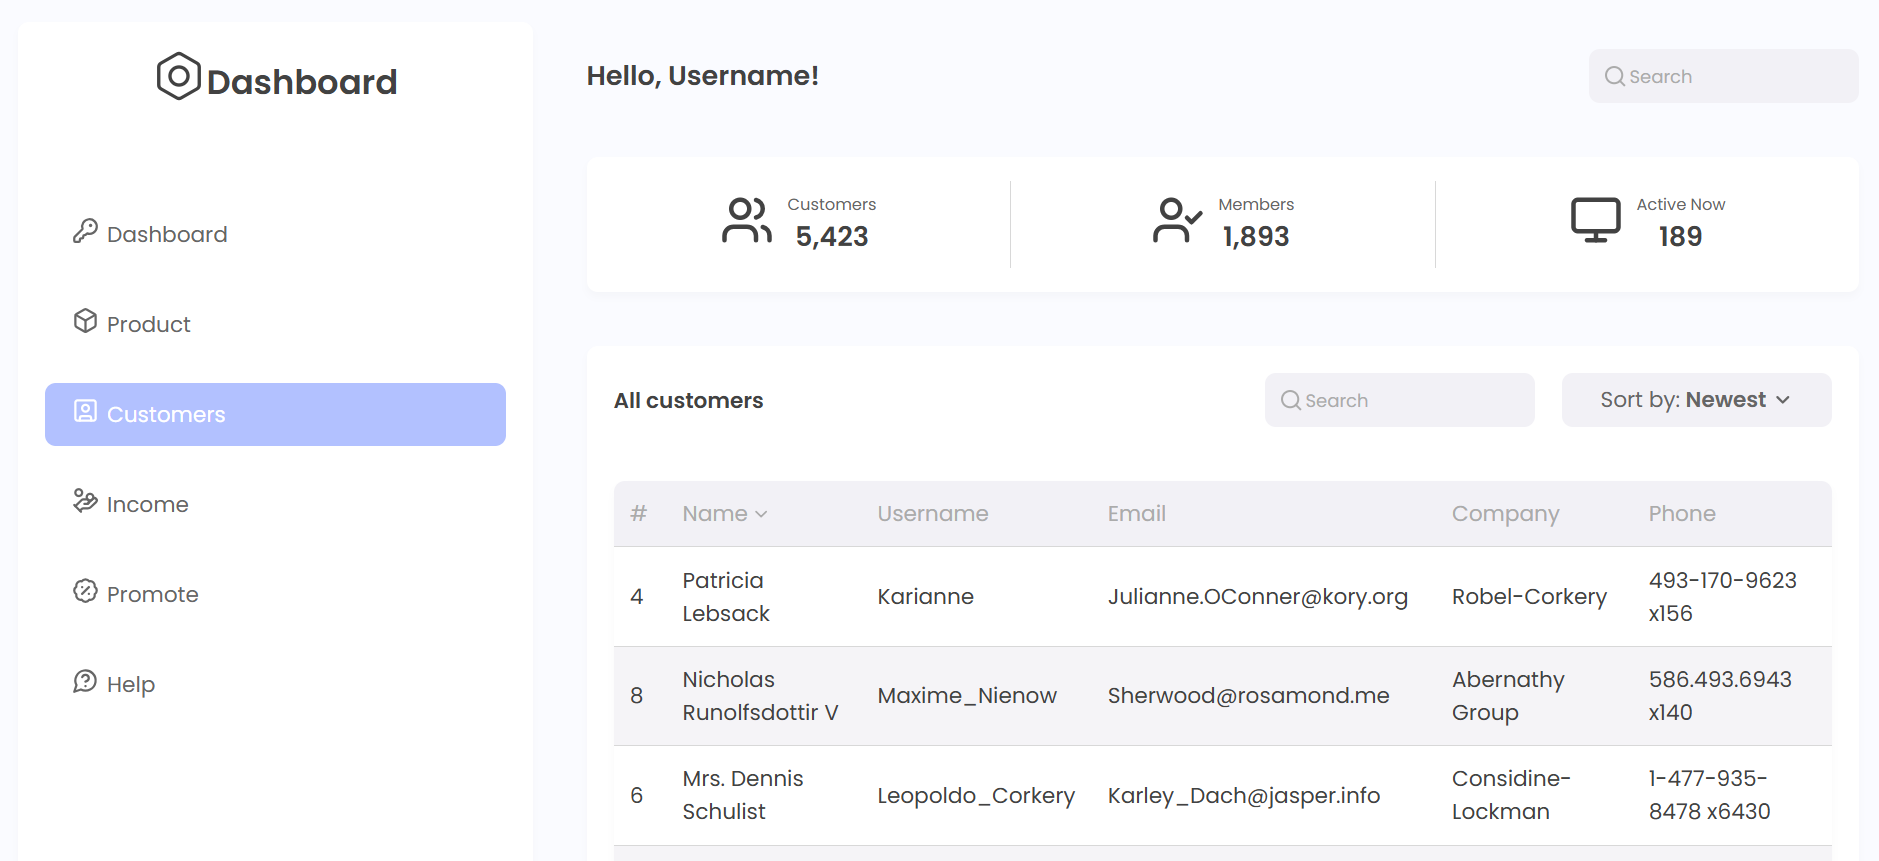 Dashboard
Hello, Username!
Search
Dashboard
Product
Customers
Income
Promote
Help
Customers
5,423
Members
1,893
Active Now
189
All customers
Search
Sort by: Newest
# Name Username Email Company Phone
4 Patricia Lebsack Karianne Julianne.OConner@kory.org Robel-Corkery 493-170-9623 x156
8 Nicholas Runolfsdottir V Maxime_Nienow Sherwood@rosamond.me Abernathy Group 586.493.6943 x140
6 Mrs. Dennis Schulist Leopoldo_Corkery Karley_Dach@jasper.info Considine-Lockman 1-477-935-8478 x6430